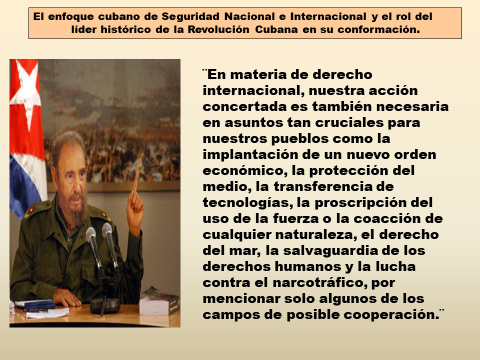 El enfoque cubano de Seguridad Nacional e Internacional y el rol del
líder histórico de la Revolución Cubana en su conformación.
¨En materia de derecho
internacional, nuestra acción
concertada es también necesaria
en asuntos tan cruciales para
nuestros pueblos como la
implantación de un nuevo orden
económico, la protección del
medio, la transferencia de
tecnologías, la proscripción del
uso de la fuerza o la coacción de
cualquier naturaleza, el derecho
del mar, la salvaguardia de los
derechos humanos y la lucha
contra el narcotráfico, por
mencionar solo algunos de los
campos de posible cooperación.¨